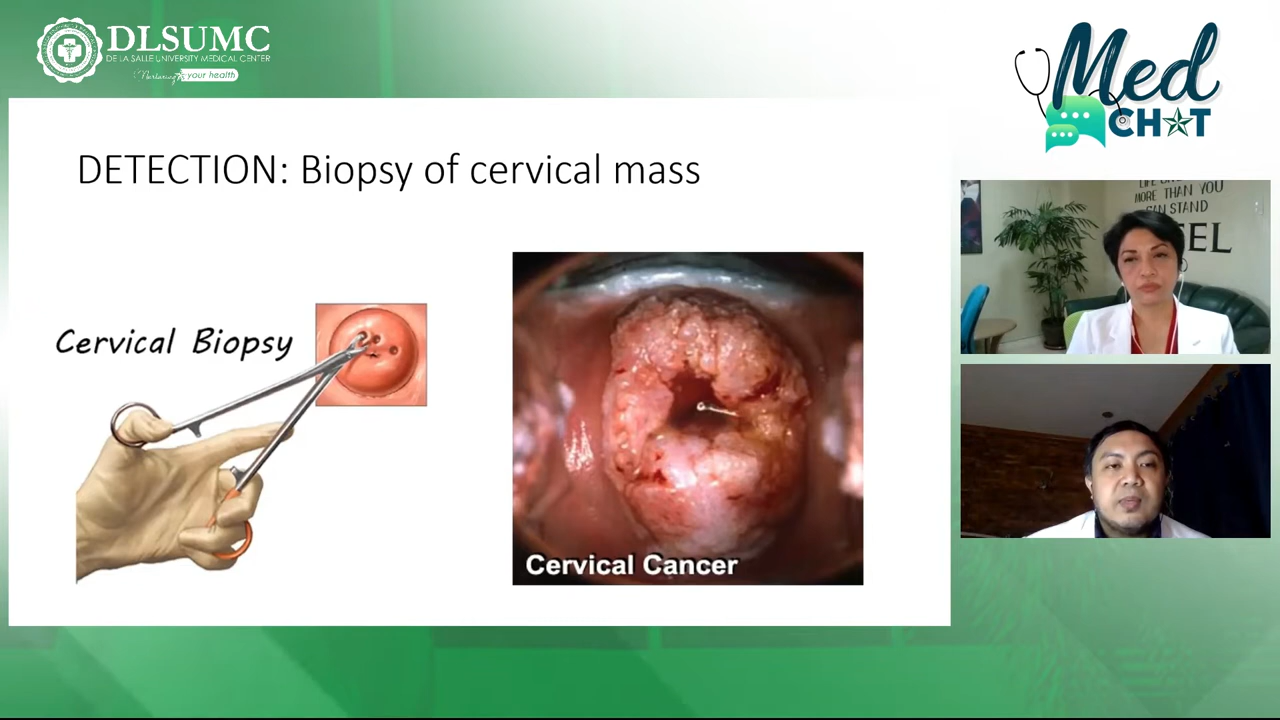 DLSUMC
DE LA SALLE UNIVERSITY MEDICAL CENTER
Nurturing your health
Med
CHAT
DETECTION: Biopsy of cervical mass
Cervical Biopsy
Cervical Cancer
MORE THAN YOU
CAN STAND